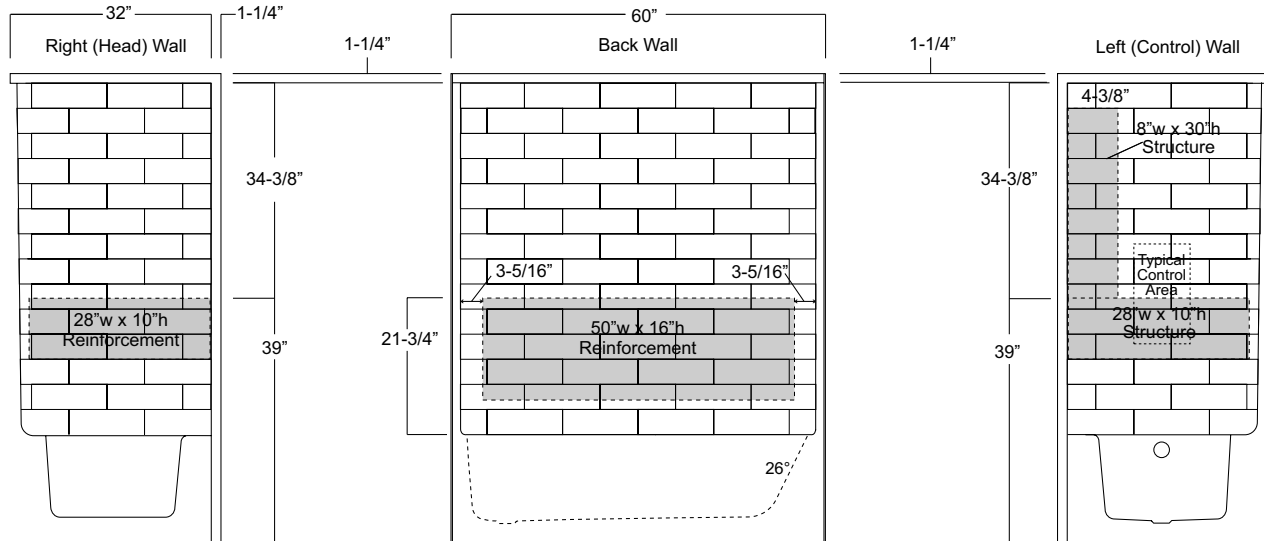 32”
1-1/4”
60”
Right (Head) Wall
1-1/4”
Back Wall
1-1/4”
Left (Control) Wall
4-3/8”
8”w x 30”h
Structure
34-3/8”
34-3/8”
3-5/16”
3-5/16”
Typical
Control
Area
28”w x 10”h
Reinforcement
39”
21-3/4”
50”w x 16”h
Reinforcement
39”
28”w x 10”h
Structure
26°